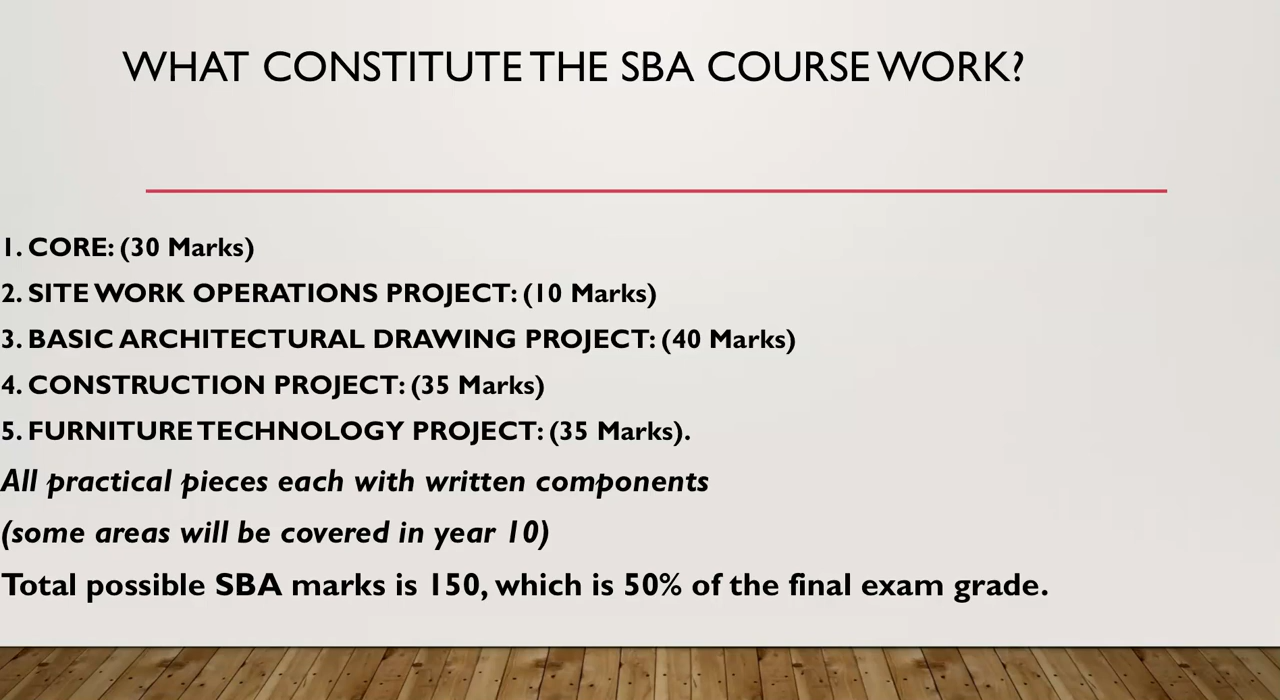 WHAT CONSTITUTE THE SBA COURSE WORK?
1. CORE: (30 Marks)
2. SITE WORK OPERATIONS PROJECT: (10 Marks)
3. BASIC ARCHITECTURAL DRAWING PROJECT: (40 Marks)
4. CONSTRUCTION PROJECT: (35 Marks)
5. FURNITURE TECHNOLOGY PROJECT: (35 Marks).
All practical pieces each with written components
(some areas will be covered in year 10)
Total possible SBA marks is 150, which is 50% of the final exam grade.